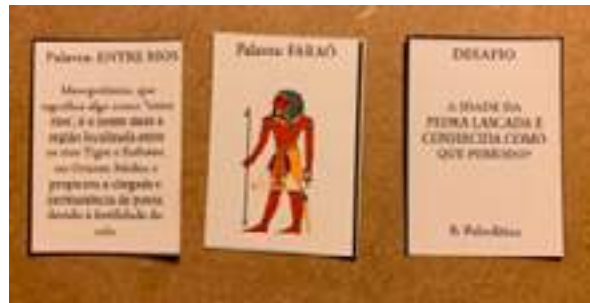 Palavra: ENTRE RIOS
Mesopotâmia, que
significa algo como "entre
rios", é o nome dado a
região localizada entre
os rios Tigre e Eufrates
no Oriente Médio, e
propiciou a chegada e
permanência de povos
devido à fertilidade do
solo
Palavra: FARAÓ
DESAFIO
A IDADE DA
PEDRA LASCADA É
CONHECIDA COMO
QUE PERÍODO?
R: Paleolítico